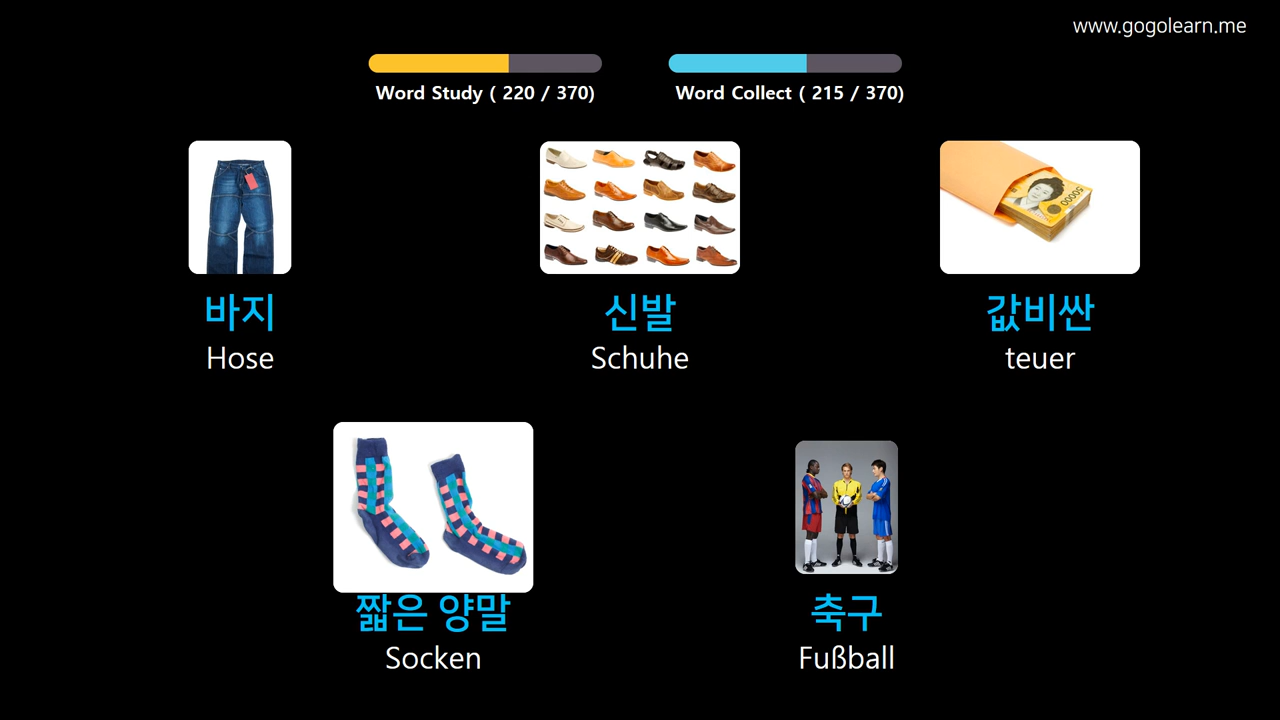 www.gogolearn.me
Word Study ( 220 / 370)
Word Collect ( 215 / 370)
50000
바지
Hose
신발
Schuhe
값비싼
teuer
짧은 양말
Socken
축구
Fußball